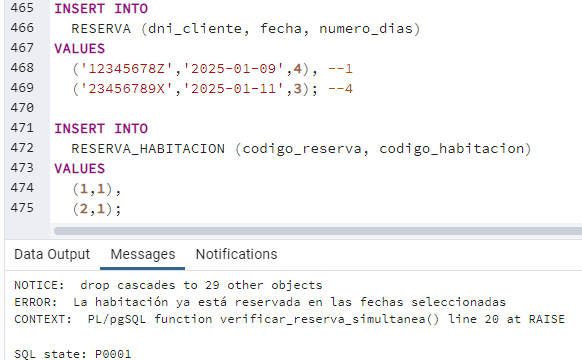 465 INSERT INTO
466 RESERVA (dni_cliente, fecha, numero_dias)
467 VALUES
468 ('12345678Z','2025-01-09',4), --1
469 ('23456789X','2025-01-11',3); --4
470
471 INSERT INTO
472 RESERVA_HABITACION (codigo_reserva, codigo_habitacion)
473 VALUES
474 (1,1),
475 (2,1);
Data Output Messages Notifications
NOTICE: drop cascades to 29 other objects
ERROR: La habitación ya está reservada en las fechas seleccionadas
CONTEXT: PL/pgSQL function verificar_reserva_simultanea() line 20 at RAISE
SQL state: P0001